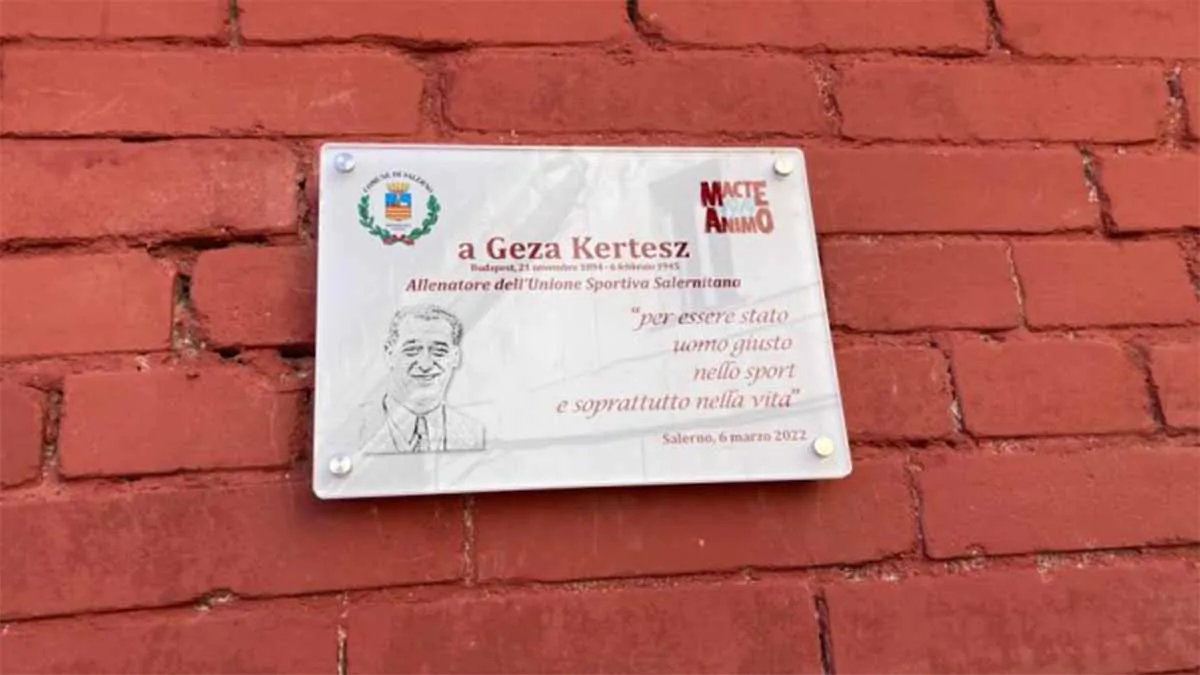 COMUNE DI SALERNO
MACTE
ANIMO
a Geza Kertesz
Budapest, 21 novembre 1894 - 6 febbraio 1945
Allenatore dell'Unione Sportiva Salernitana
"per essere stato
uomo giusto
nello sport
e soprattutto nella vita"
Salerno, 6 marzo 2022